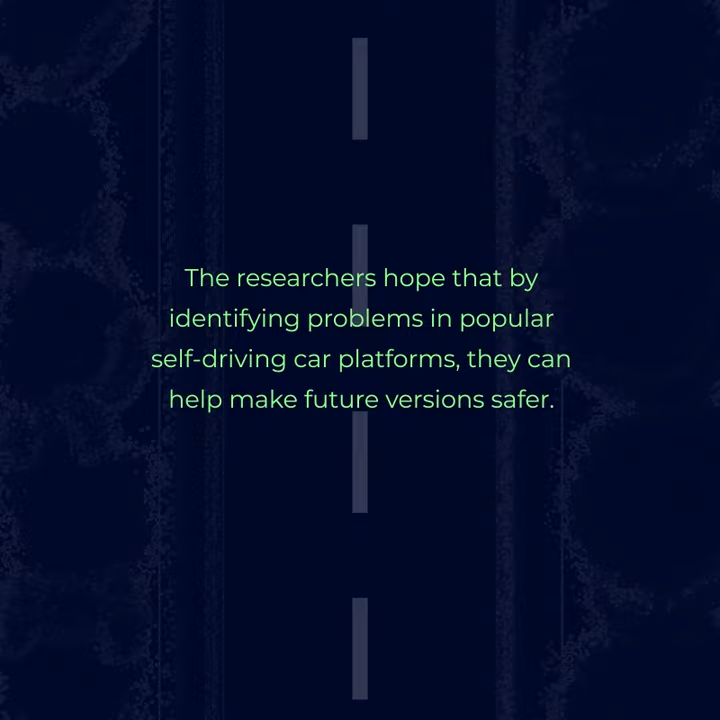 The researchers hope that by
identifying problems in popular
self-driving car platforms, they can
help make future versions safer.